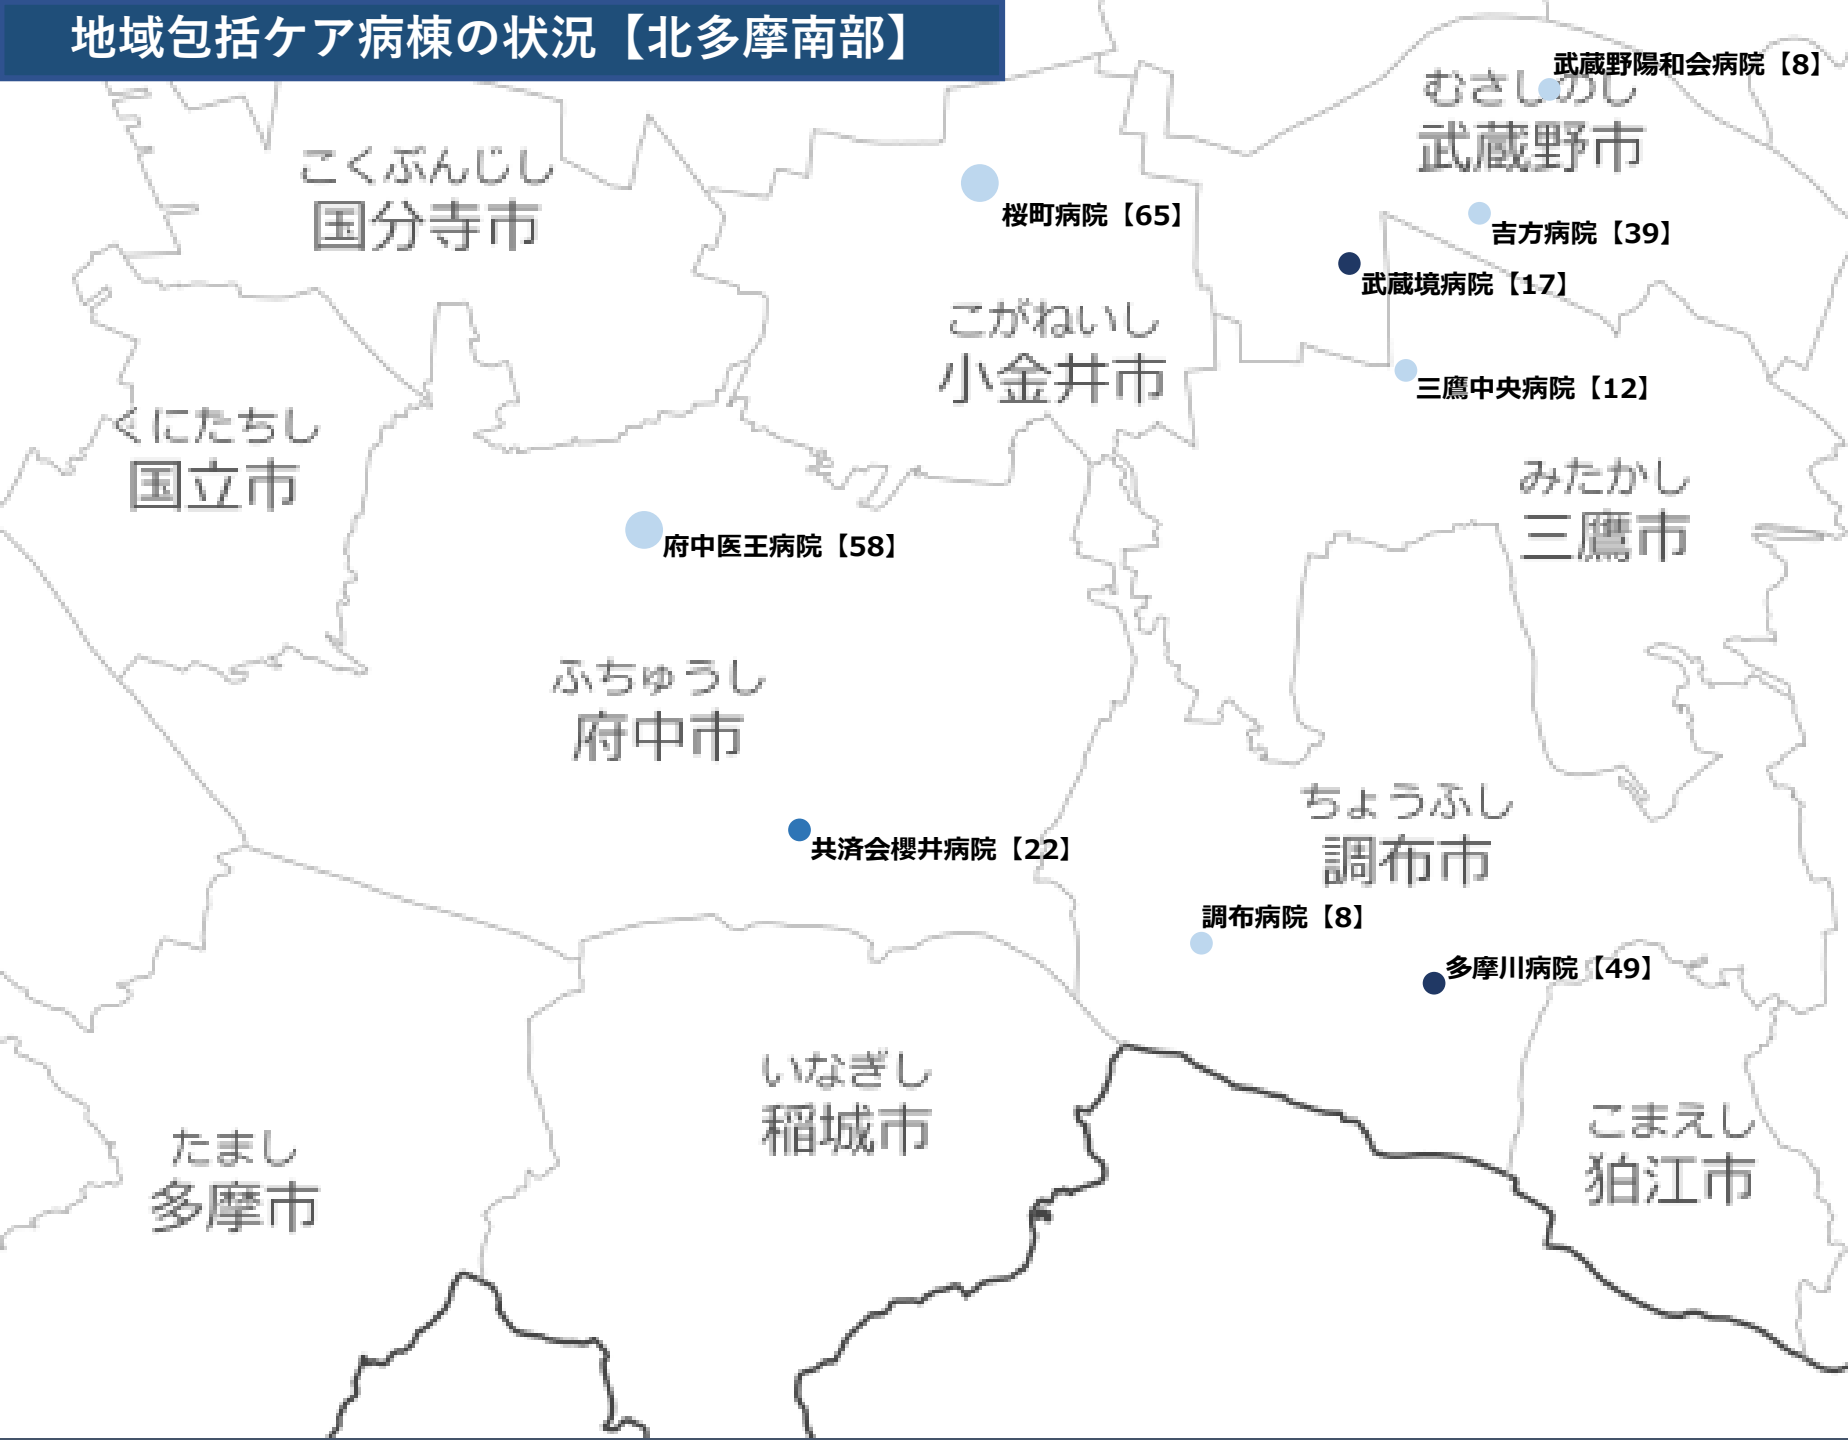 地域包括ケア病棟の状況【北多摩南部】
武蔵野陽和会病院【8】
むさしのし
武蔵野市
こくぶんじし
国分寺市
桜町病院【65】
吉方病院【39】
武蔵境病院【17】
こがねいし
小金井市
三鷹中央病院【12】
くにたちし
国立市
みたかし
三鷹市
府中医王病院【58】
ふちゅうし
府中市
ちょうふし
調布市
共済会櫻井病院【22】
調布病院【8】
多摩川病院【49】
いなぎし
稲城市
こまえし
狛江市
たまし
多摩市